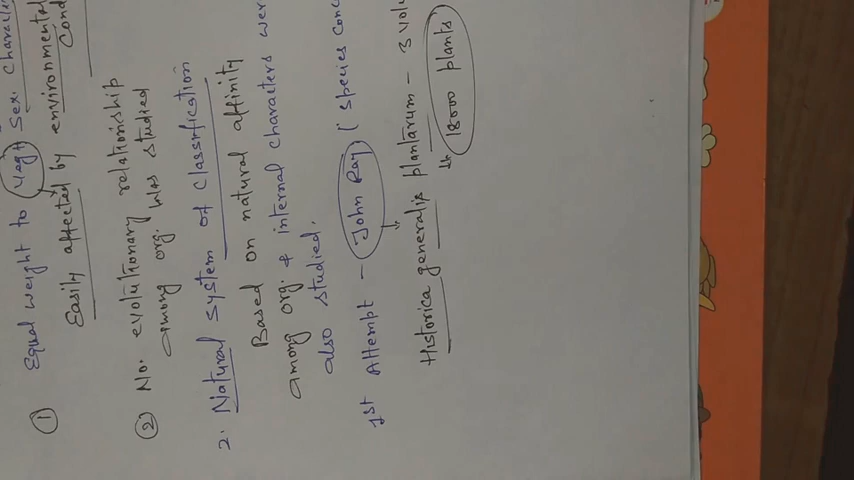 ① Equal weight to veg. & Sex. Character
Easily affected by environmental
Cond
② No. evolutionary relationship
among org. was studied
2. Natural System of Classification
Based on natural affinity
among org. & internal characters wer
also studied.
1st Attempt - John Ray ( Species conc
Historica generalis plantarum - 3 volu
↳ 18000 plants